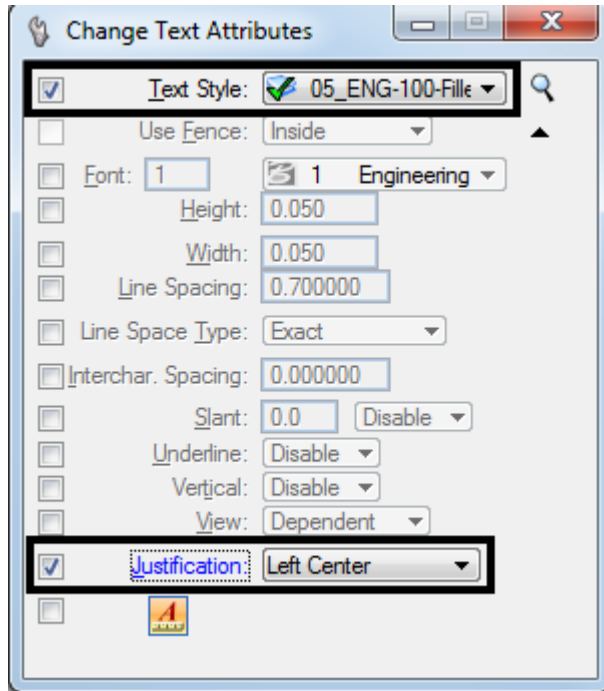 Change Text Attributes
Text Style: 05_ENG-100-Fille
Use Fence: Inside
Font: 1 1 Engineering
Height: 0.050
Width: 0.050
Line Spacing: 0.700000
Line Space Type: Exact
Interchar. Spacing: 0.000000
Slant: 0.0 Disable
Underline: Disable
Vertical: Disable
View: Dependent
Justification: Left Center
A